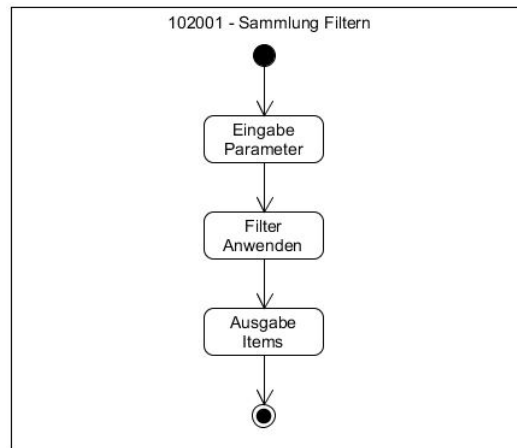 102001 - Sammlung Filtern
Eingabe
Parameter
Filter
Anwenden
Ausgabe
Items